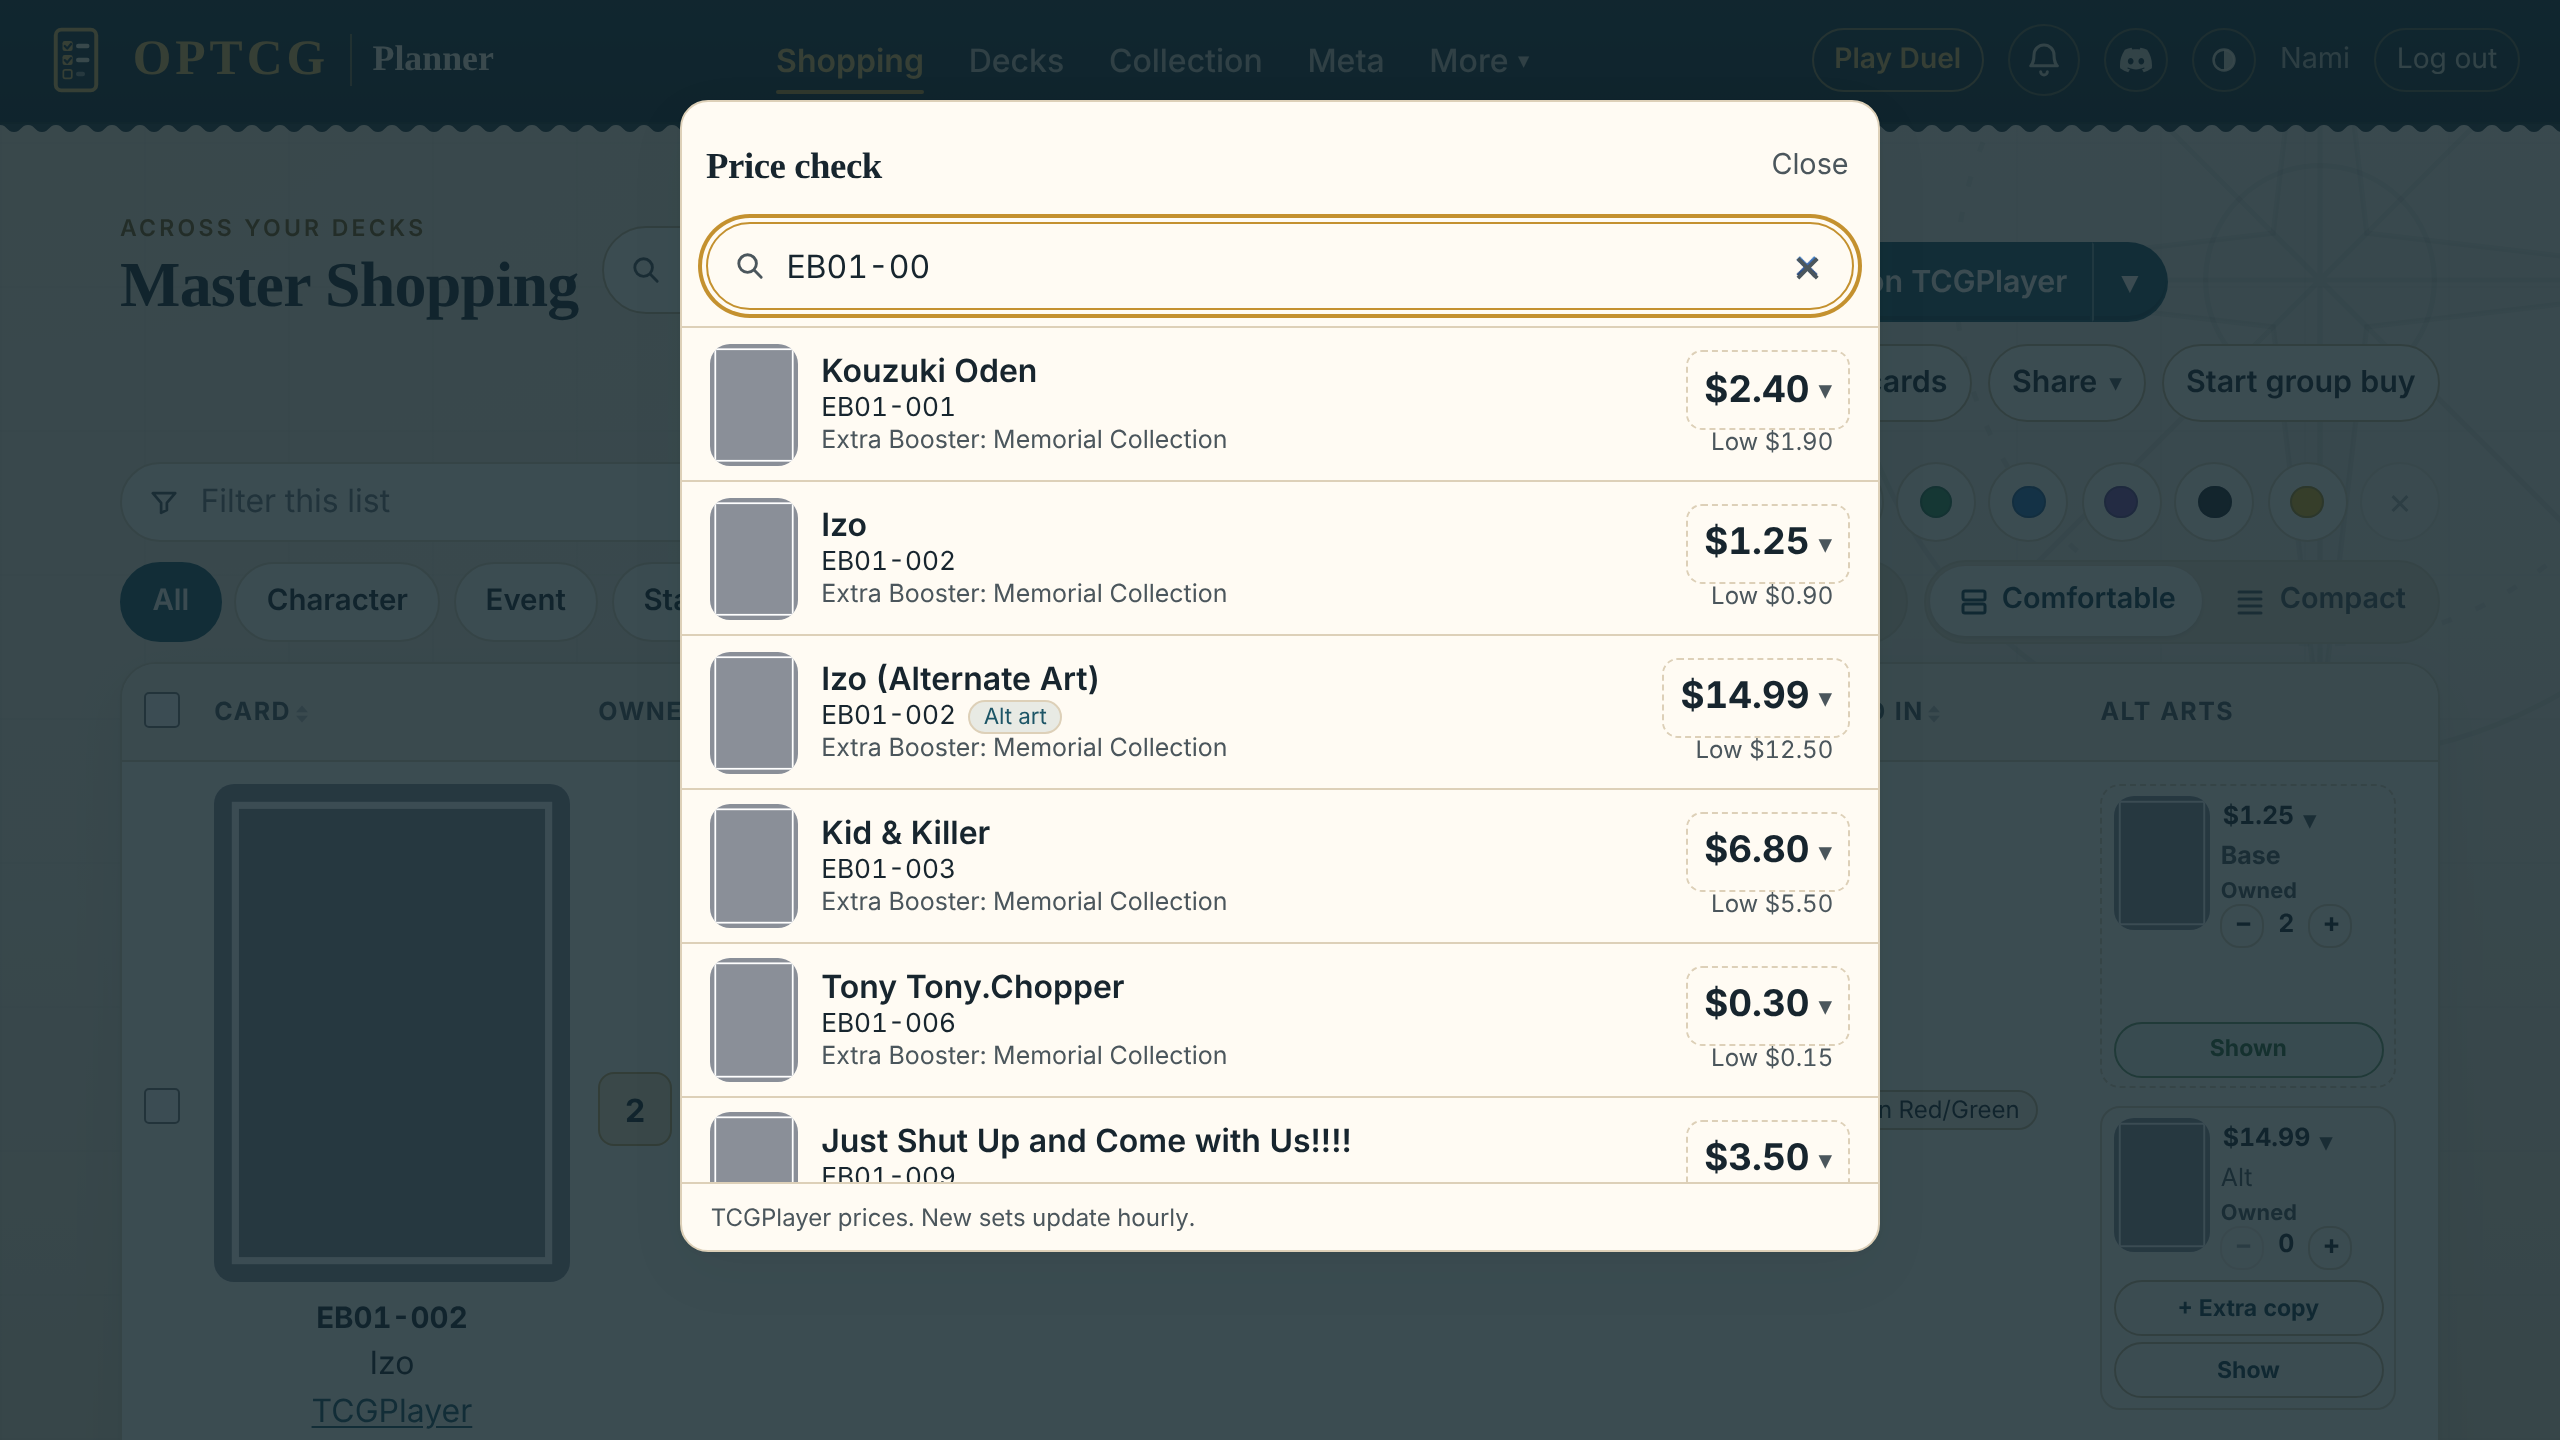 OPTCG Planner
Shopping Decks Collection Meta More
Play Duel Nami Log out
ACROSS YOUR DECKS
Master Shopping
TCGPlayer
Share Start group buy
Filter this list
All Character Event
Comfortable Compact
CARD IN ALT ARTS
2
EB01-002
Izo
TCGPlayer
Red/Green
$1.25
Base
Owned
− 2 +
Shown
$14.99
Alt
Owned
− 0 +
+ Extra copy
Show
Price check Close
EB01-00
Kouzuki Oden
EB01-001
Extra Booster: Memorial Collection
$2.40
Low $1.90
Izo
EB01-002
Extra Booster: Memorial Collection
$1.25
Low $0.90
Izo (Alternate Art)
EB01-002 Alt art
Extra Booster: Memorial Collection
$14.99
Low $12.50
Kid & Killer
EB01-003
Extra Booster: Memorial Collection
$6.80
Low $5.50
Tony Tony.Chopper
EB01-006
Extra Booster: Memorial Collection
$0.30
Low $0.15
Just Shut Up and Come with Us!!!!
EB01-009
$3.50
TCGPlayer prices. New sets update hourly.